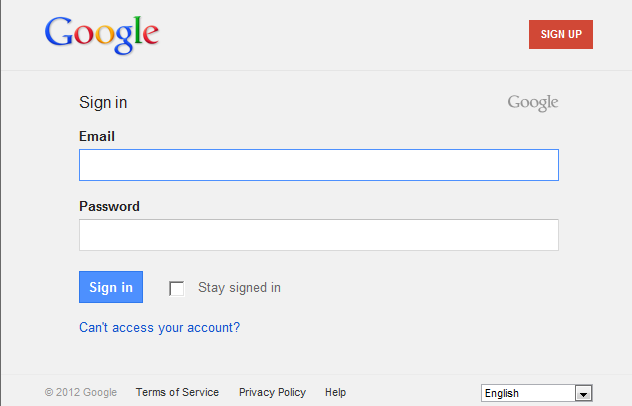 Google
SIGN UP
Sign in
Google
Email
Password
Sign in
Stay signed in
Can't access your account?
© 2012 Google Terms of Service Privacy Policy Help
English